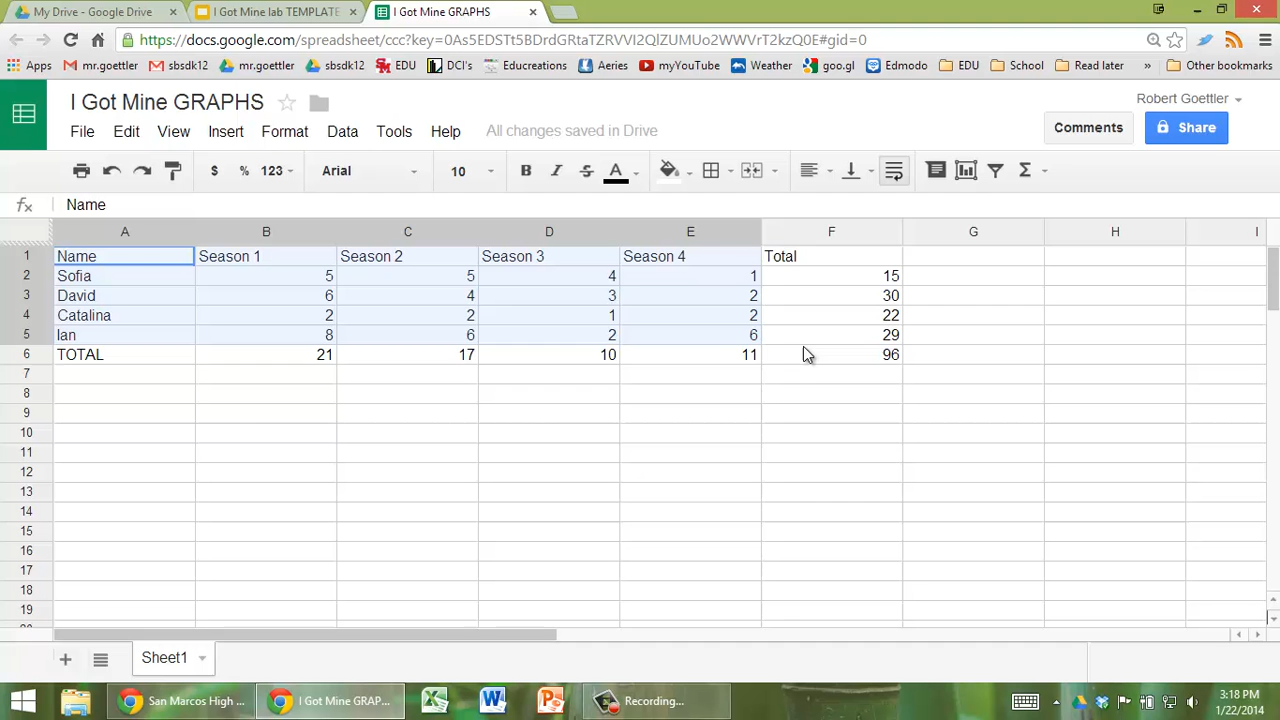 My Drive - Google Drive × I Got Mine lab TEMPLATE × I Got Mine GRAPHS ×
https://docs.google.com/spreadsheet/ccc?key=0As5EDSTt5BDrdGRtaTZRVVI2QlZUMUo2WWVrT2kzQ0E#gid=0
Apps mr.goettler sbsdk12 mr.goettler sbsdk12 EDU DCI's Educreations Aeries myYouTube Weather goo.gl Edmodo EDU School Read later » Other bookmarks
I Got Mine GRAPHS Robert Goettler
File Edit View Insert Format Data Tools Help All changes saved in Drive Comments Share
$ % 123 Arial 10 B I S A Σ
fx Name
A B C D E F G H I
1 Name Season 1 Season 2 Season 3 Season 4 Total
2 Sofia 5 5 4 1 15
3 David 6 4 3 2 30
4 Catalina 2 2 1 2 22
5 Ian 8 6 2 6 29
6 TOTAL 21 17 10 11 96
7
8
9
10
11
12
13
14
15
16
17
18
19
+ Sheet1
San Marcos High ... I Got Mine GRAP... Recording... 3:18 PM
1/22/2014